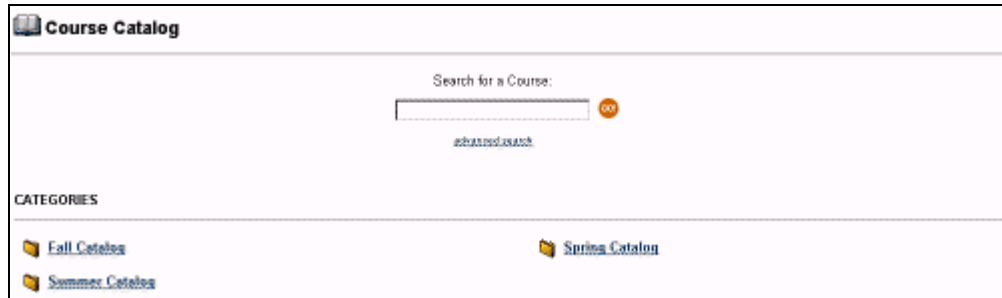 Course Catalog
Search for a Course:
GO!
advanced search
CATEGORIES
Fall Catalog Spring Catalog
Summer Catalog